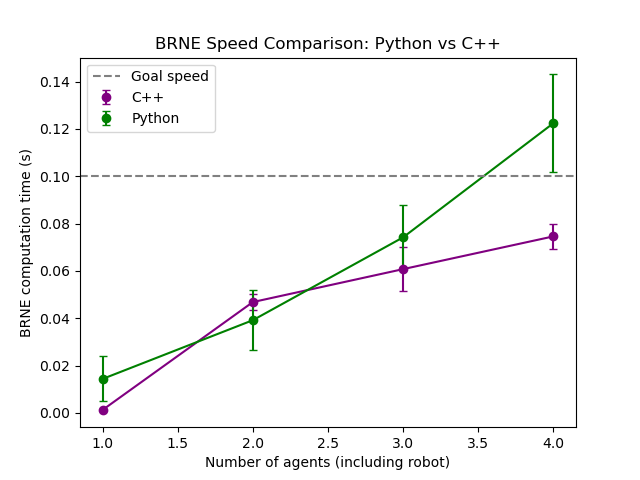 BRNE Speed Comparison: Python vs C++
Goal speed
C++
Python
BRNE computation time (s)
0.14
0.12
0.10
0.08
0.06
0.04
0.02
0.00
1.0 1.5 2.0 2.5 3.0 3.5 4.0
Number of agents (including robot)